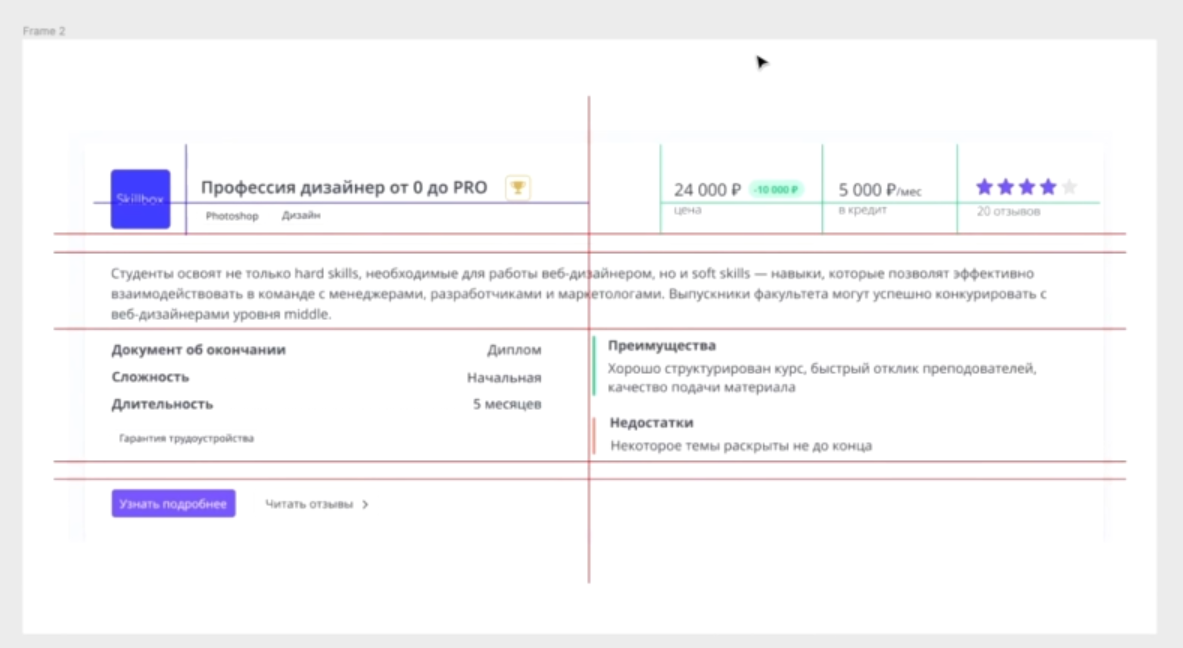 Frame 2
Skillbox
Профессия дизайнер от 0 до PRO
Photoshop Дизайн
24 000 ₽ -10 000 ₽
цена
5 000 ₽/мес
в кредит
20 отзывов
Студенты освоят не только hard skills, необходимые для работы веб-дизайнером, но и soft skills — навыки, которые позволят эффективно
взаимодействовать в команде с менеджерами, разработчиками и маркетологами. Выпускники факультета могут успешно конкурировать с
веб-дизайнерами уровня middle.
Документ об окончании Диплом
Сложность Начальная
Длительность 5 месяцев
Гарантия трудоустройства
Преимущества
Хорошо структурирован курс, быстрый отклик преподователей,
качество подачи материала
Недостатки
Некоторое темы раскрыты не до конца
Узнать подробнее Читать отзывы >